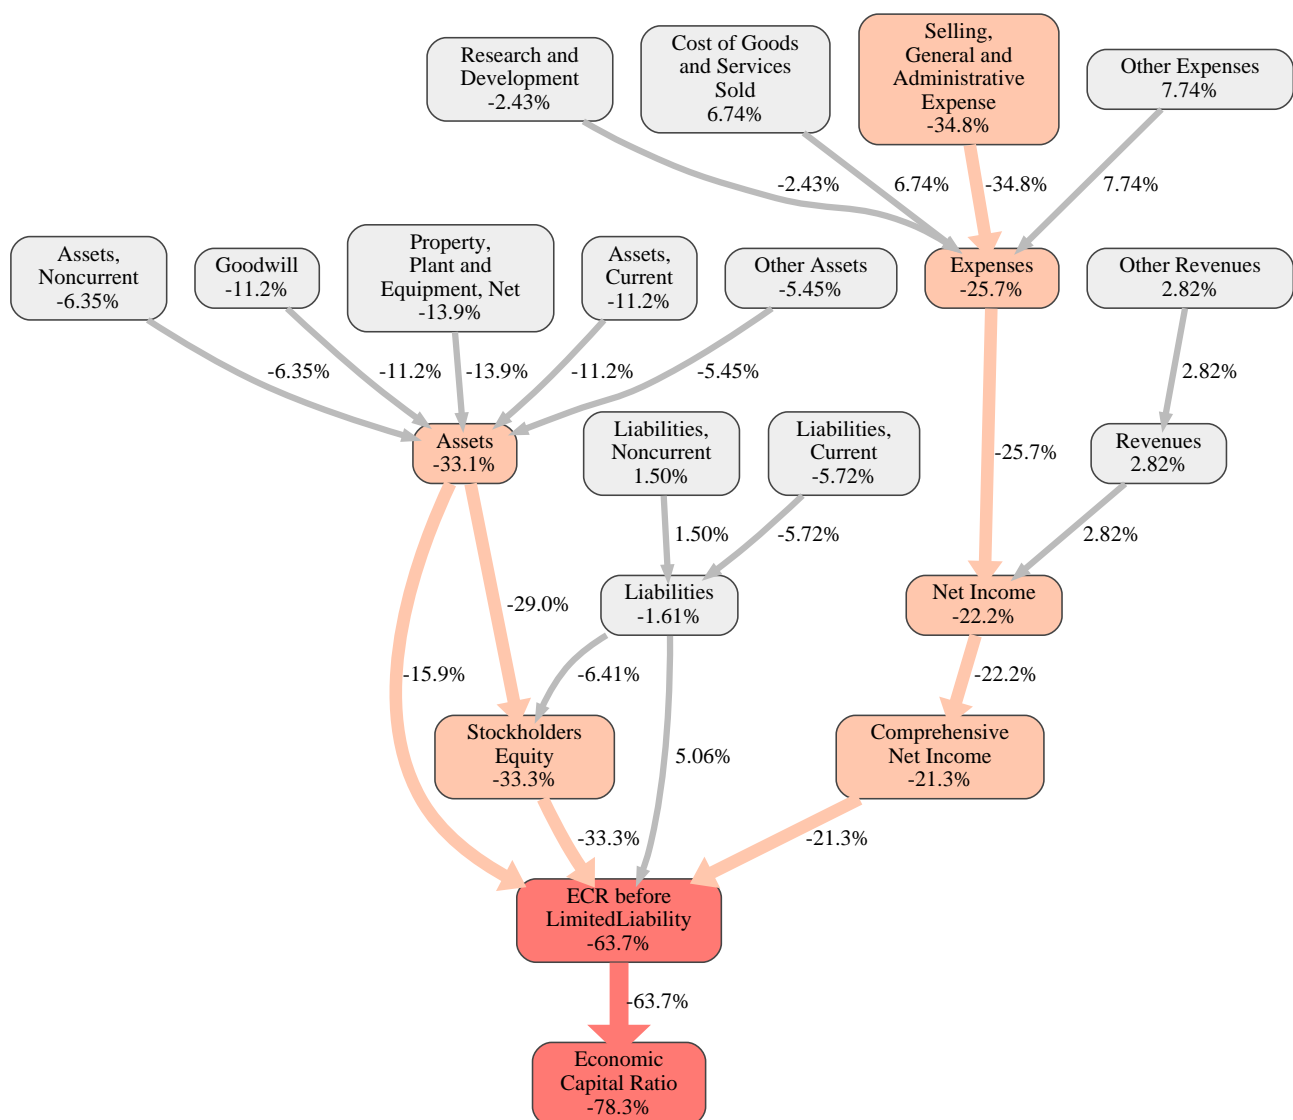 Research and
Development
-2.43%
Cost of Goods
and Services
Sold
6.74%
Selling,
General and
Administrative
Expense
-34.8%
Other Expenses
7.74%
-2.43%
6.74%
-34.8%
7.74%
Assets,
Noncurrent
-6.35%
Goodwill
-11.2%
Property,
Plant and
Equipment, Net
-13.9%
Assets,
Current
-11.2%
Other Assets
-5.45%
Expenses
-25.7%
Other Revenues
2.82%
-6.35%
-11.2%
-13.9%
-11.2%
-5.45%
2.82%
Assets
-33.1%
Liabilities,
Noncurrent
1.50%
Liabilities,
Current
-5.72%
-25.7%
Revenues
2.82%
1.50%
-5.72%
2.82%
-29.0%
Liabilities
-1.61%
Net Income
-22.2%
-15.9%
-6.41%
-22.2%
Stockholders
Equity
-33.3%
5.06%
Comprehensive
Net Income
-21.3%
-33.3%
-21.3%
ECR before
LimitedLiability
-63.7%
-63.7%
Economic
Capital Ratio
-78.3%